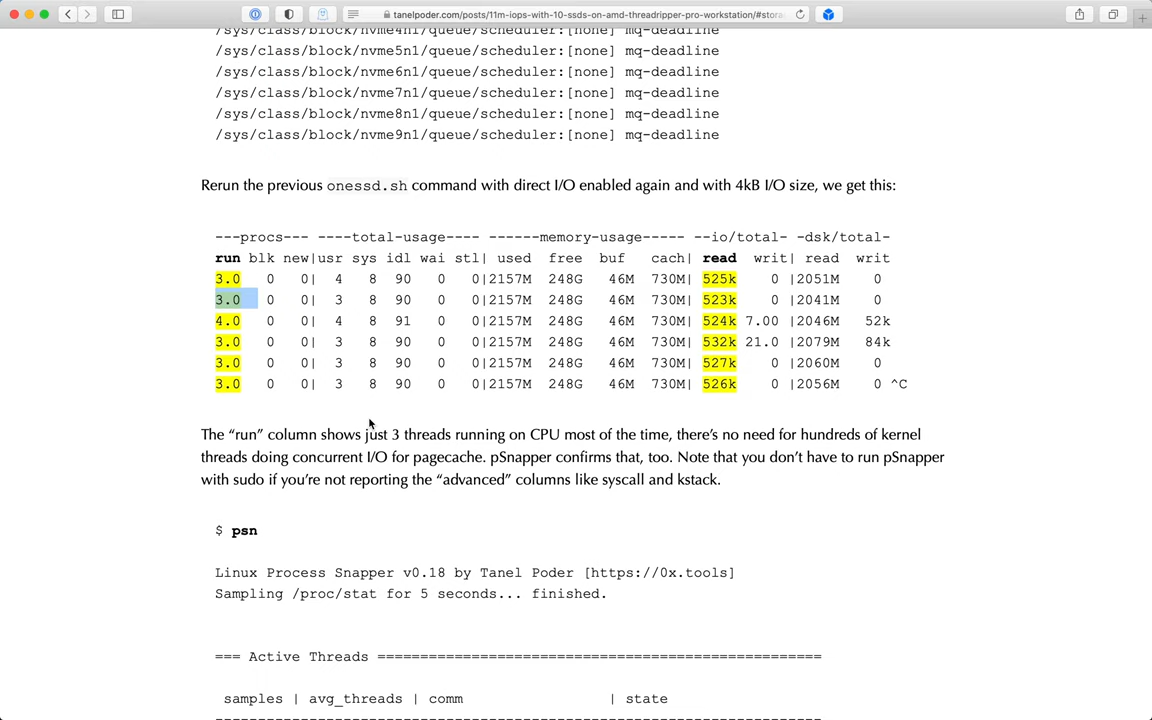 tanelpoder.com/posts/11m-iops-with-10-ssds-on-amd-threadripper-pro-workstation/#stora
/sys/class/block/nvme4n1/queue/scheduler:[none] mq-deadline
/sys/class/block/nvme5n1/queue/scheduler:[none] mq-deadline
/sys/class/block/nvme6n1/queue/scheduler:[none] mq-deadline
/sys/class/block/nvme7n1/queue/scheduler:[none] mq-deadline
/sys/class/block/nvme8n1/queue/scheduler:[none] mq-deadline
/sys/class/block/nvme9n1/queue/scheduler:[none] mq-deadline
Rerun the previous onessd.sh command with direct I/O enabled again and with 4kB I/O size, we get this:
---procs--- ----total-usage---- ------memory-usage----- --io/total- -dsk/total-
run blk new|usr sys idl wai stl| used free buf cach| read writ| read writ
3.0 0 0| 4 8 90 0 0|2157M 248G 46M 730M| 525k 0 |2051M 0
3.0 0 0| 3 8 90 0 0|2157M 248G 46M 730M| 523k 0 |2041M 0
4.0 0 0| 4 8 91 0 0|2157M 248G 46M 730M| 524k 7.00 |2046M 52k
3.0 0 0| 3 8 90 0 0|2157M 248G 46M 730M| 532k 21.0 |2079M 84k
3.0 0 0| 3 8 90 0 0|2157M 248G 46M 730M| 527k 0 |2060M 0
3.0 0 0| 3 8 90 0 0|2157M 248G 46M 730M| 526k 0 |2056M 0 ^C
The “run” column shows just 3 threads running on CPU most of the time, there’s no need for hundreds of kernel
threads doing concurrent I/O for pagecache. pSnapper confirms that, too. Note that you don’t have to run pSnapper
with sudo if you’re not reporting the “advanced” columns like syscall and kstack.
$ psn
Linux Process Snapper v0.18 by Tanel Poder [https://0x.tools]
Sampling /proc/stat for 5 seconds... finished.
=== Active Threads =====================================================
samples | avg_threads | comm | state